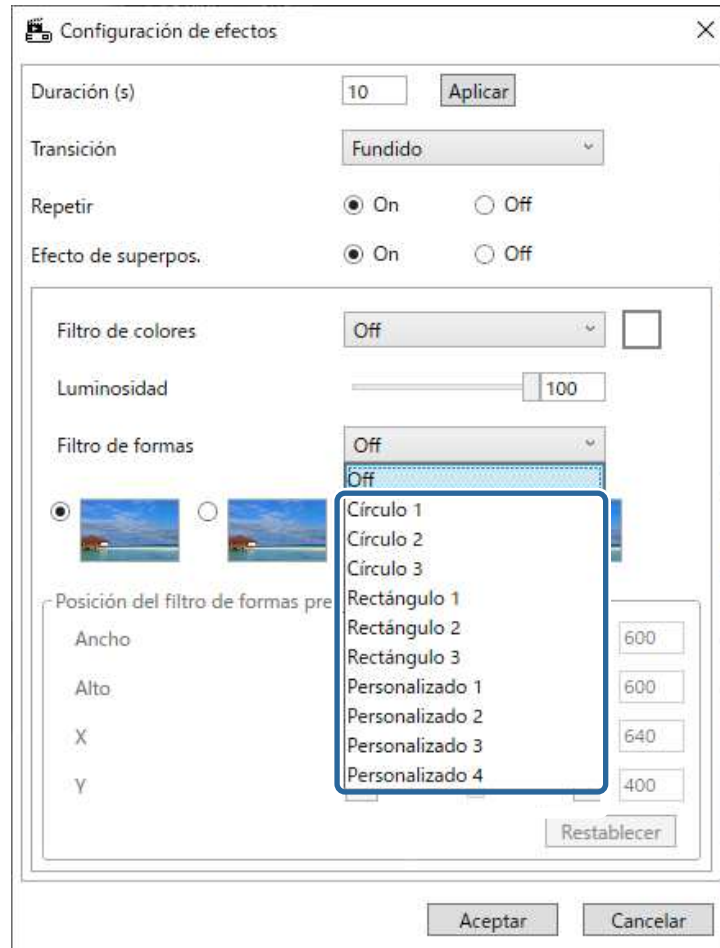 Configuración de efectos
Duración (s) 10 Aplicar
Transición Fundido
Repetir On Off
Efecto de superpos. On Off
Filtro de colores Off
Luminosidad 100
Filtro de formas Off
Off
Círculo 1
Círculo 2
Círculo 3
Rectángulo 1
Rectángulo 2
Rectángulo 3
Personalizado 1
Personalizado 2
Personalizado 3
Personalizado 4
Posición del filtro de formas pre
Ancho 600
Alto 600
X 640
Y 400
Restablecer
Aceptar Cancelar